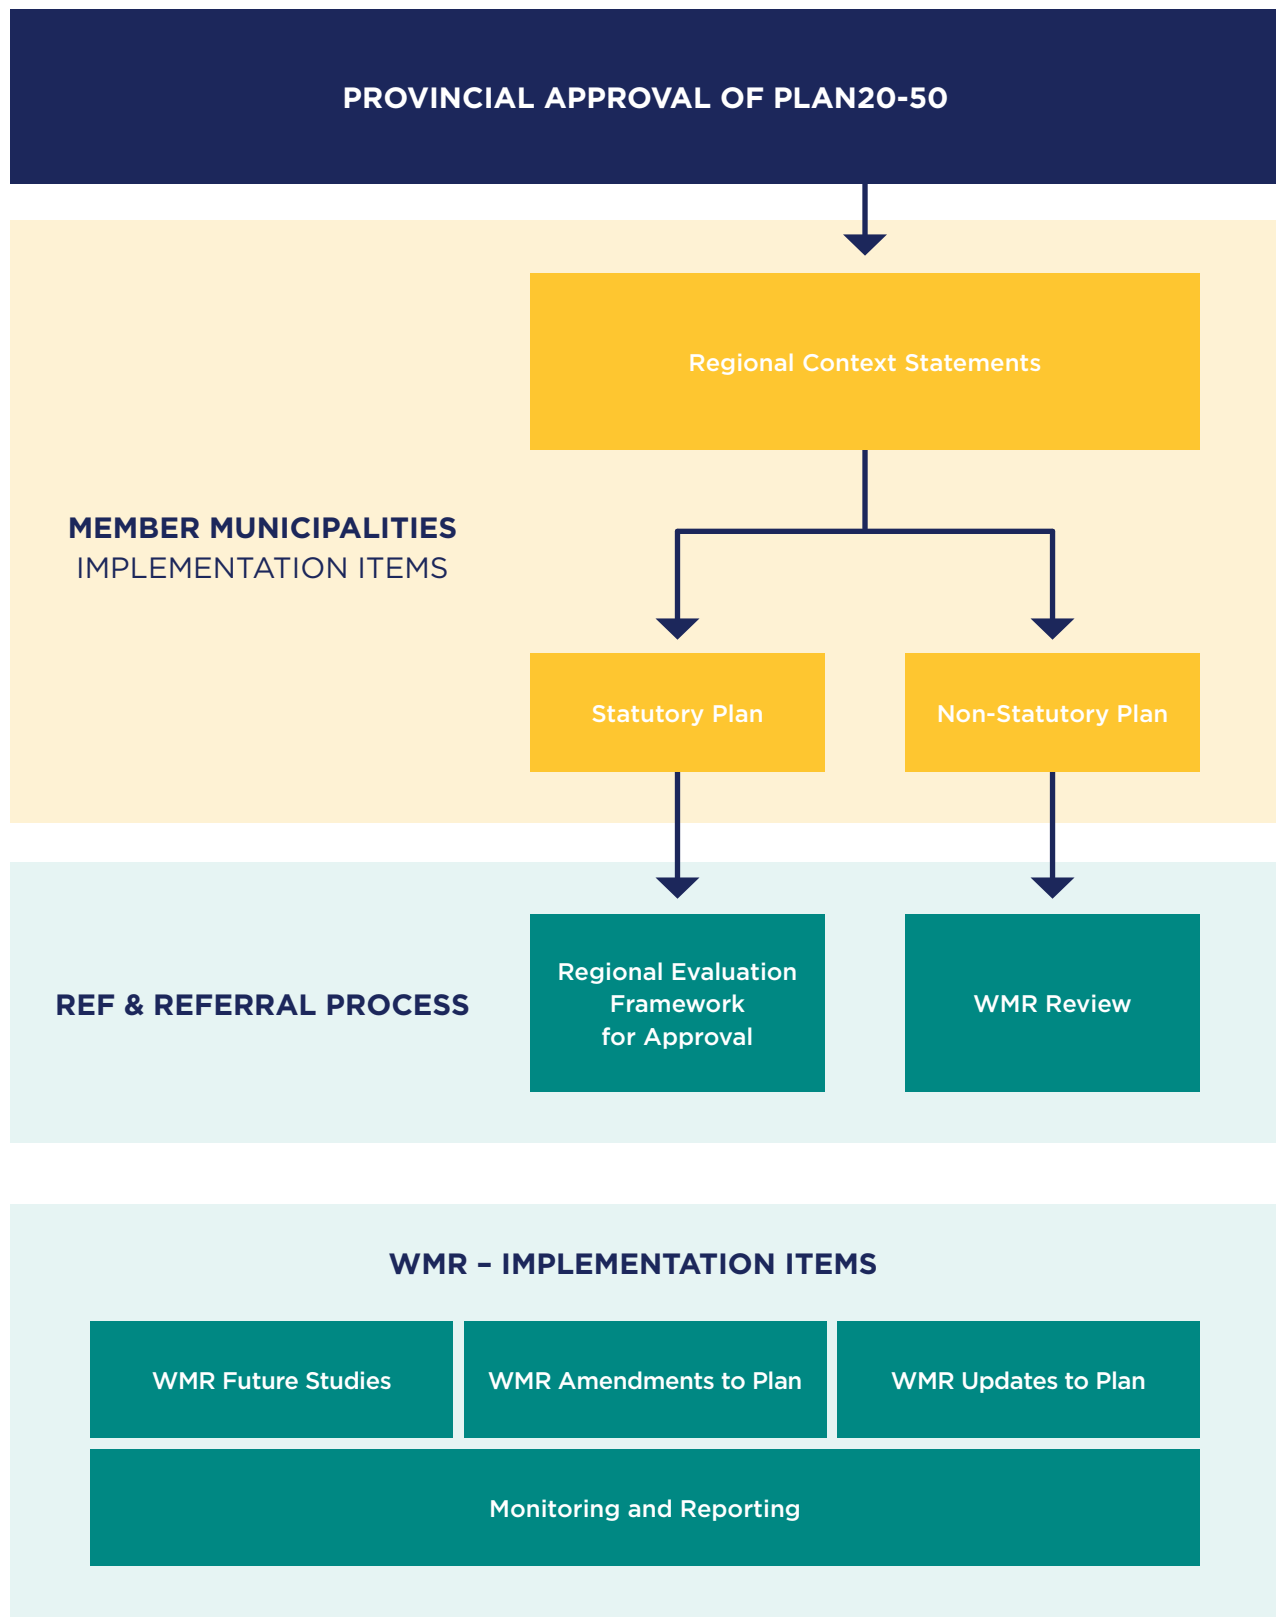 PROVINCIAL APPROVAL OF PLAN20-50
Regional Context Statements
MEMBER MUNICIPALITIES
IMPLEMENTATION ITEMS
Statutory Plan
Non-Statutory Plan
REF & REFERRAL PROCESS
Regional Evaluation
Framework
for Approval
WMR Review
WMR – IMPLEMENTATION ITEMS
WMR Future Studies
WMR Amendments to Plan
WMR Updates to Plan
Monitoring and Reporting